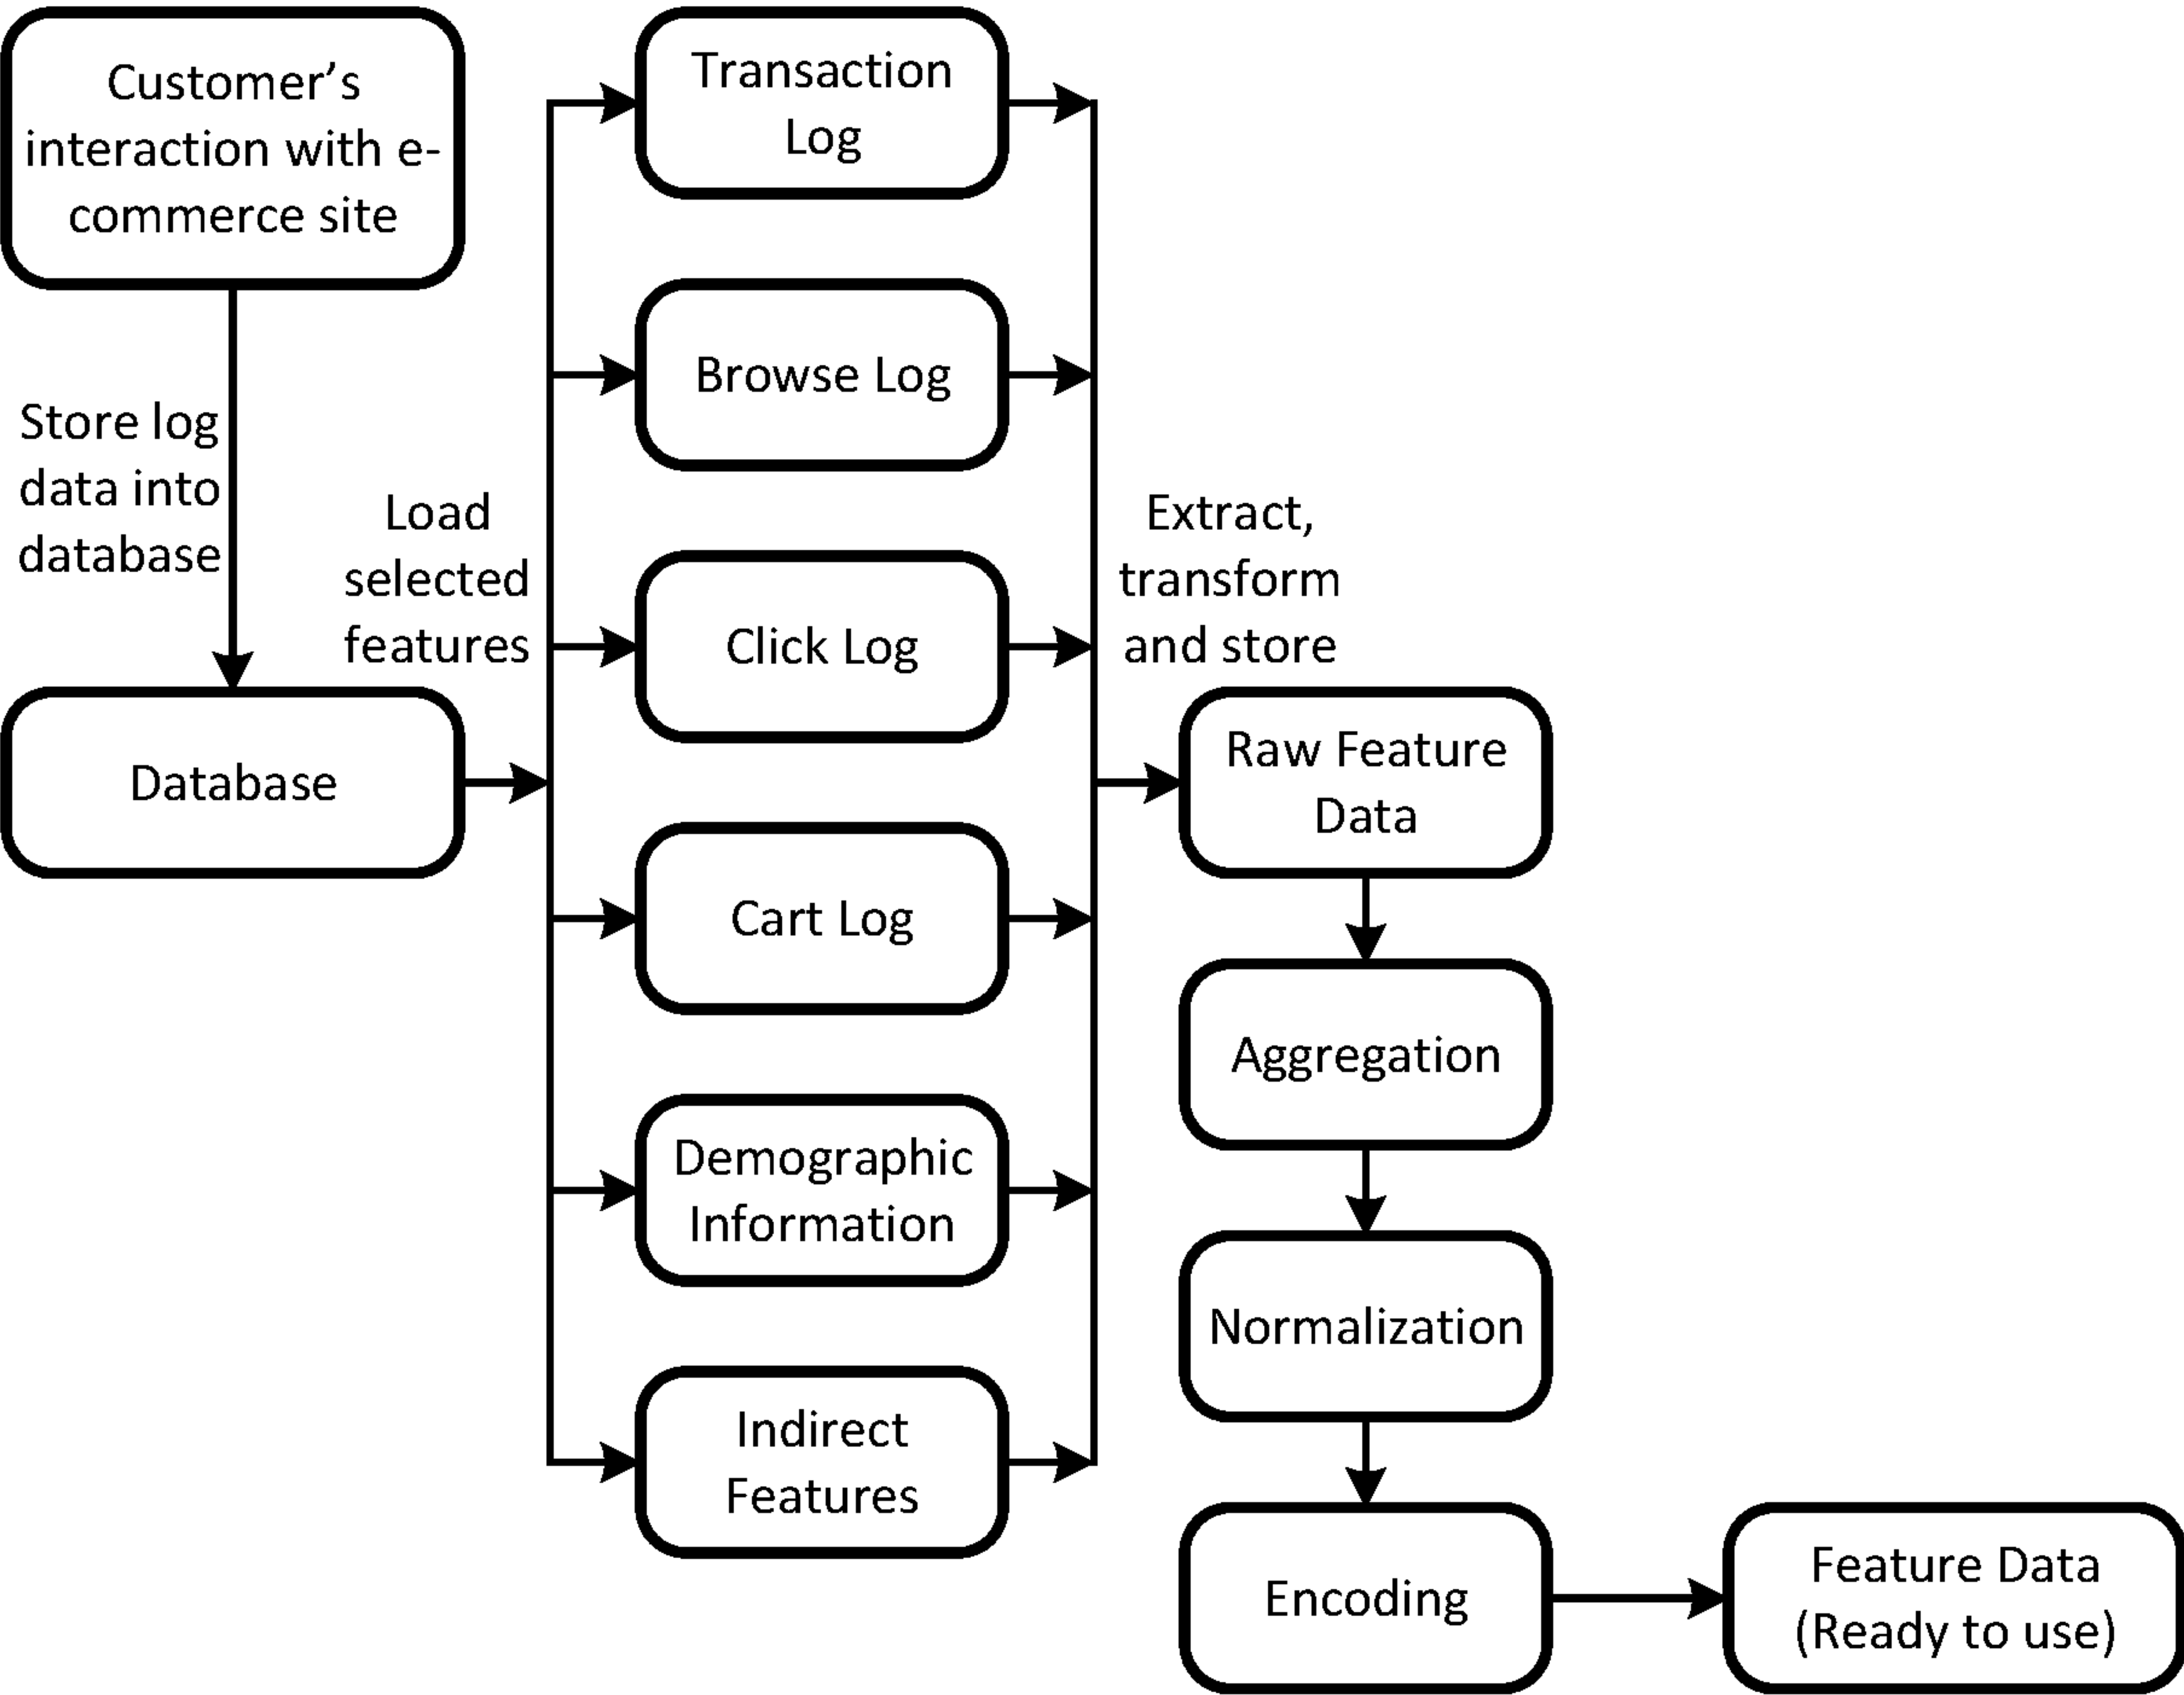 Customer’s
interaction with e-
commerce site
Store log
data into
database
Database
Load
selected
features
Transaction
Log
Browse Log
Click Log
Cart Log
Demographic
Information
Indirect
Features
Extract,
transform
and store
Raw Feature
Data
Aggregation
Normalization
Encoding
Feature Data
(Ready to use)